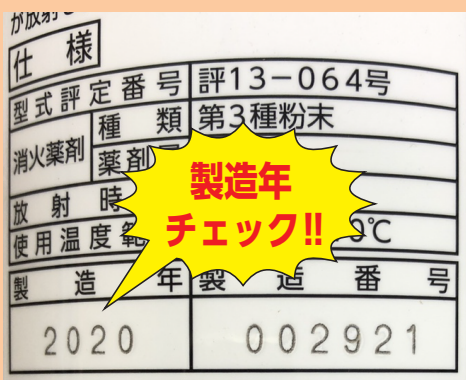 が放射
仕様
型式評定番号 評13-064号
消火薬剤 種類 第3種粉末
薬剤
製造年
チェック!!
放射時
使用温度範 0℃
製造年 製造番号
2020 002921